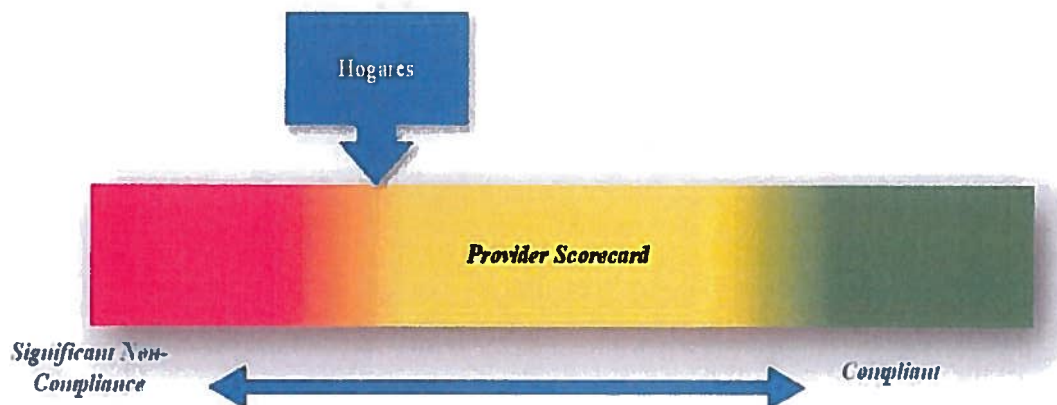 Hogares
Provider Scorecard
Significant Non-
Compliance
Compliant